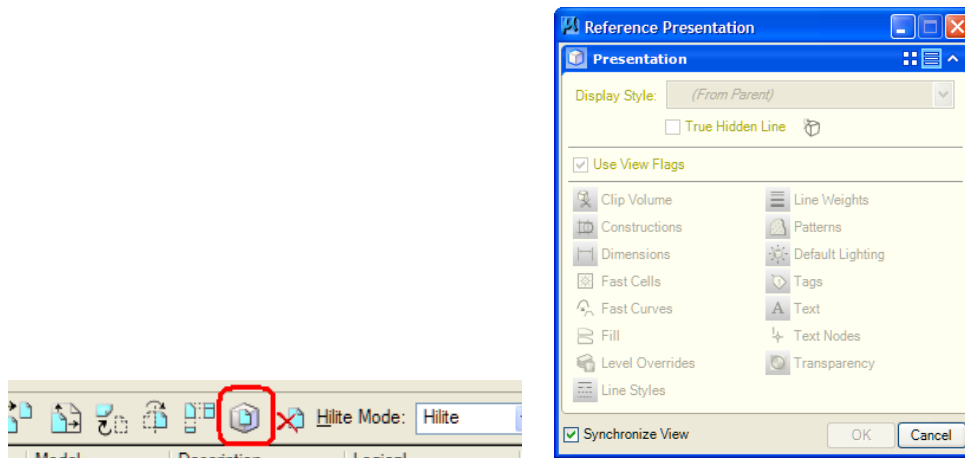 Reference Presentation
Presentation
Display Style: (From Parent)
True Hidden Line
Use View Flags
Clip Volume Line Weights
Constructions Patterns
Dimensions Default Lighting
Fast Cells Tags
Fast Curves Text
Fill Text Nodes
Level Overrides Transparency
Line Styles
Synchronize View OK Cancel
Hilite Mode: Hilite
Model Description Logical